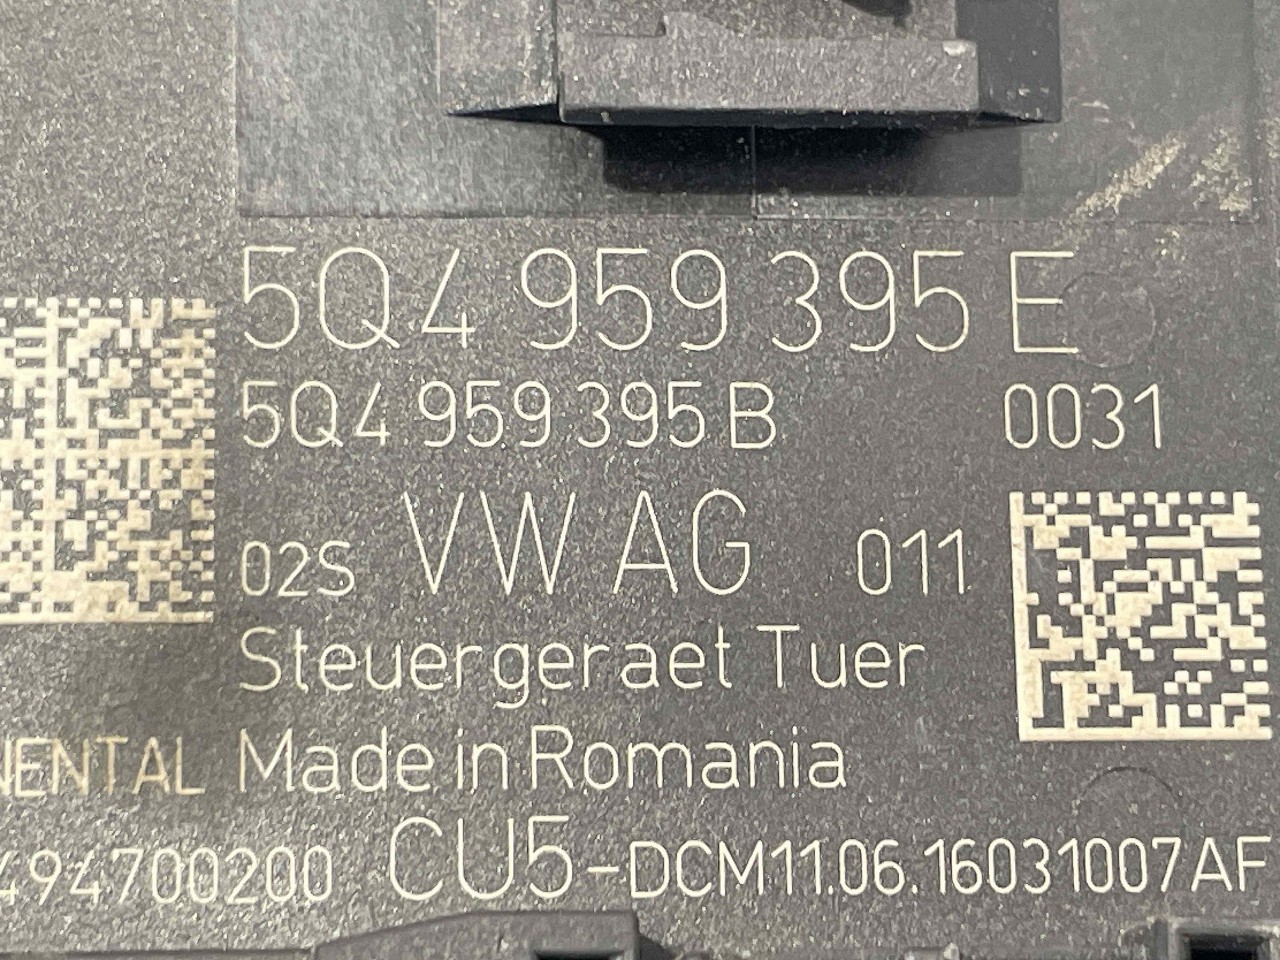 5Q4 959 395 E
5Q4 959 395 B 0031
02S VW AG 011
Steuergeraet Tuer
NENTAL Made in Romania
494700200 CU5-DCM11.06.16031007AF